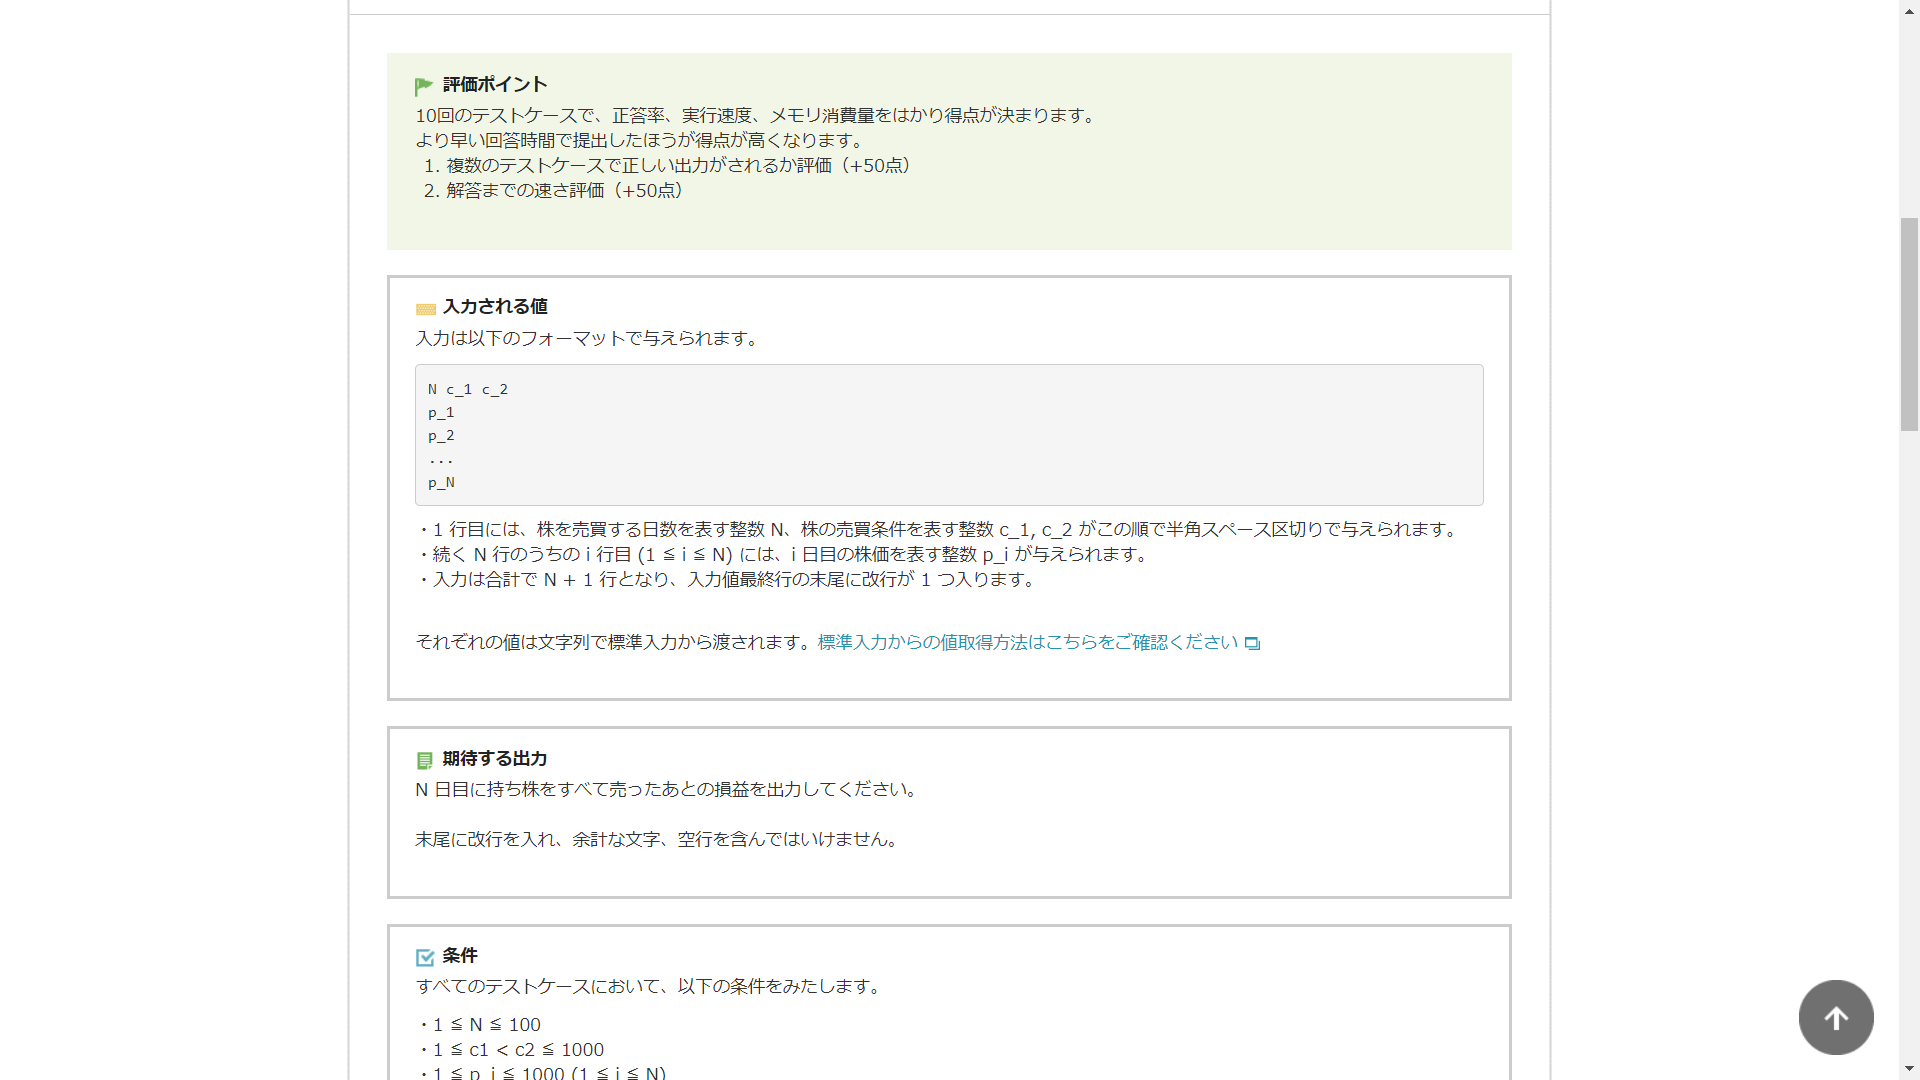 評価ポイント
10回のテストケースで、正答率、実行速度、メモリ消費量をはかり得点が決まります。
より早い回答時間で提出したほうが得点が高くなります。
1. 複数のテストケースで正しい出力がされるか評価（+50点）
2. 解答までの速さ評価（+50点）
入力される値
入力は以下のフォーマットで与えられます。
N c_1 c_2
p_1
p_2
...
p_N
・1 行目には、株を売買する日数を表す整数 N、株の売買条件を表す整数 c_1, c_2 がこの順で半角スペース区切りで与えられます。
・続く N 行のうちの i 行目 (1 ≦ i ≦ N) には、i 日目の株価を表す整数 p_i が与えられます。
・入力は合計で N + 1 行となり、入力値最終行の末尾に改行が 1 つ入ります。
それぞれの値は文字列で標準入力から渡されます。標準入力からの値取得方法はこちらをご確認ください
期待する出力
N 日目に持ち株をすべて売ったあとの損益を出力してください。
末尾に改行を入れ、余計な文字、空行を含んではいけません。
条件
すべてのテストケースにおいて、以下の条件をみたします。
・1 ≦ N ≦ 100
・1 ≦ c1 < c2 ≦ 1000
・1 ≦ p_i ≦ 1000 (1 ≦ i ≦ N)